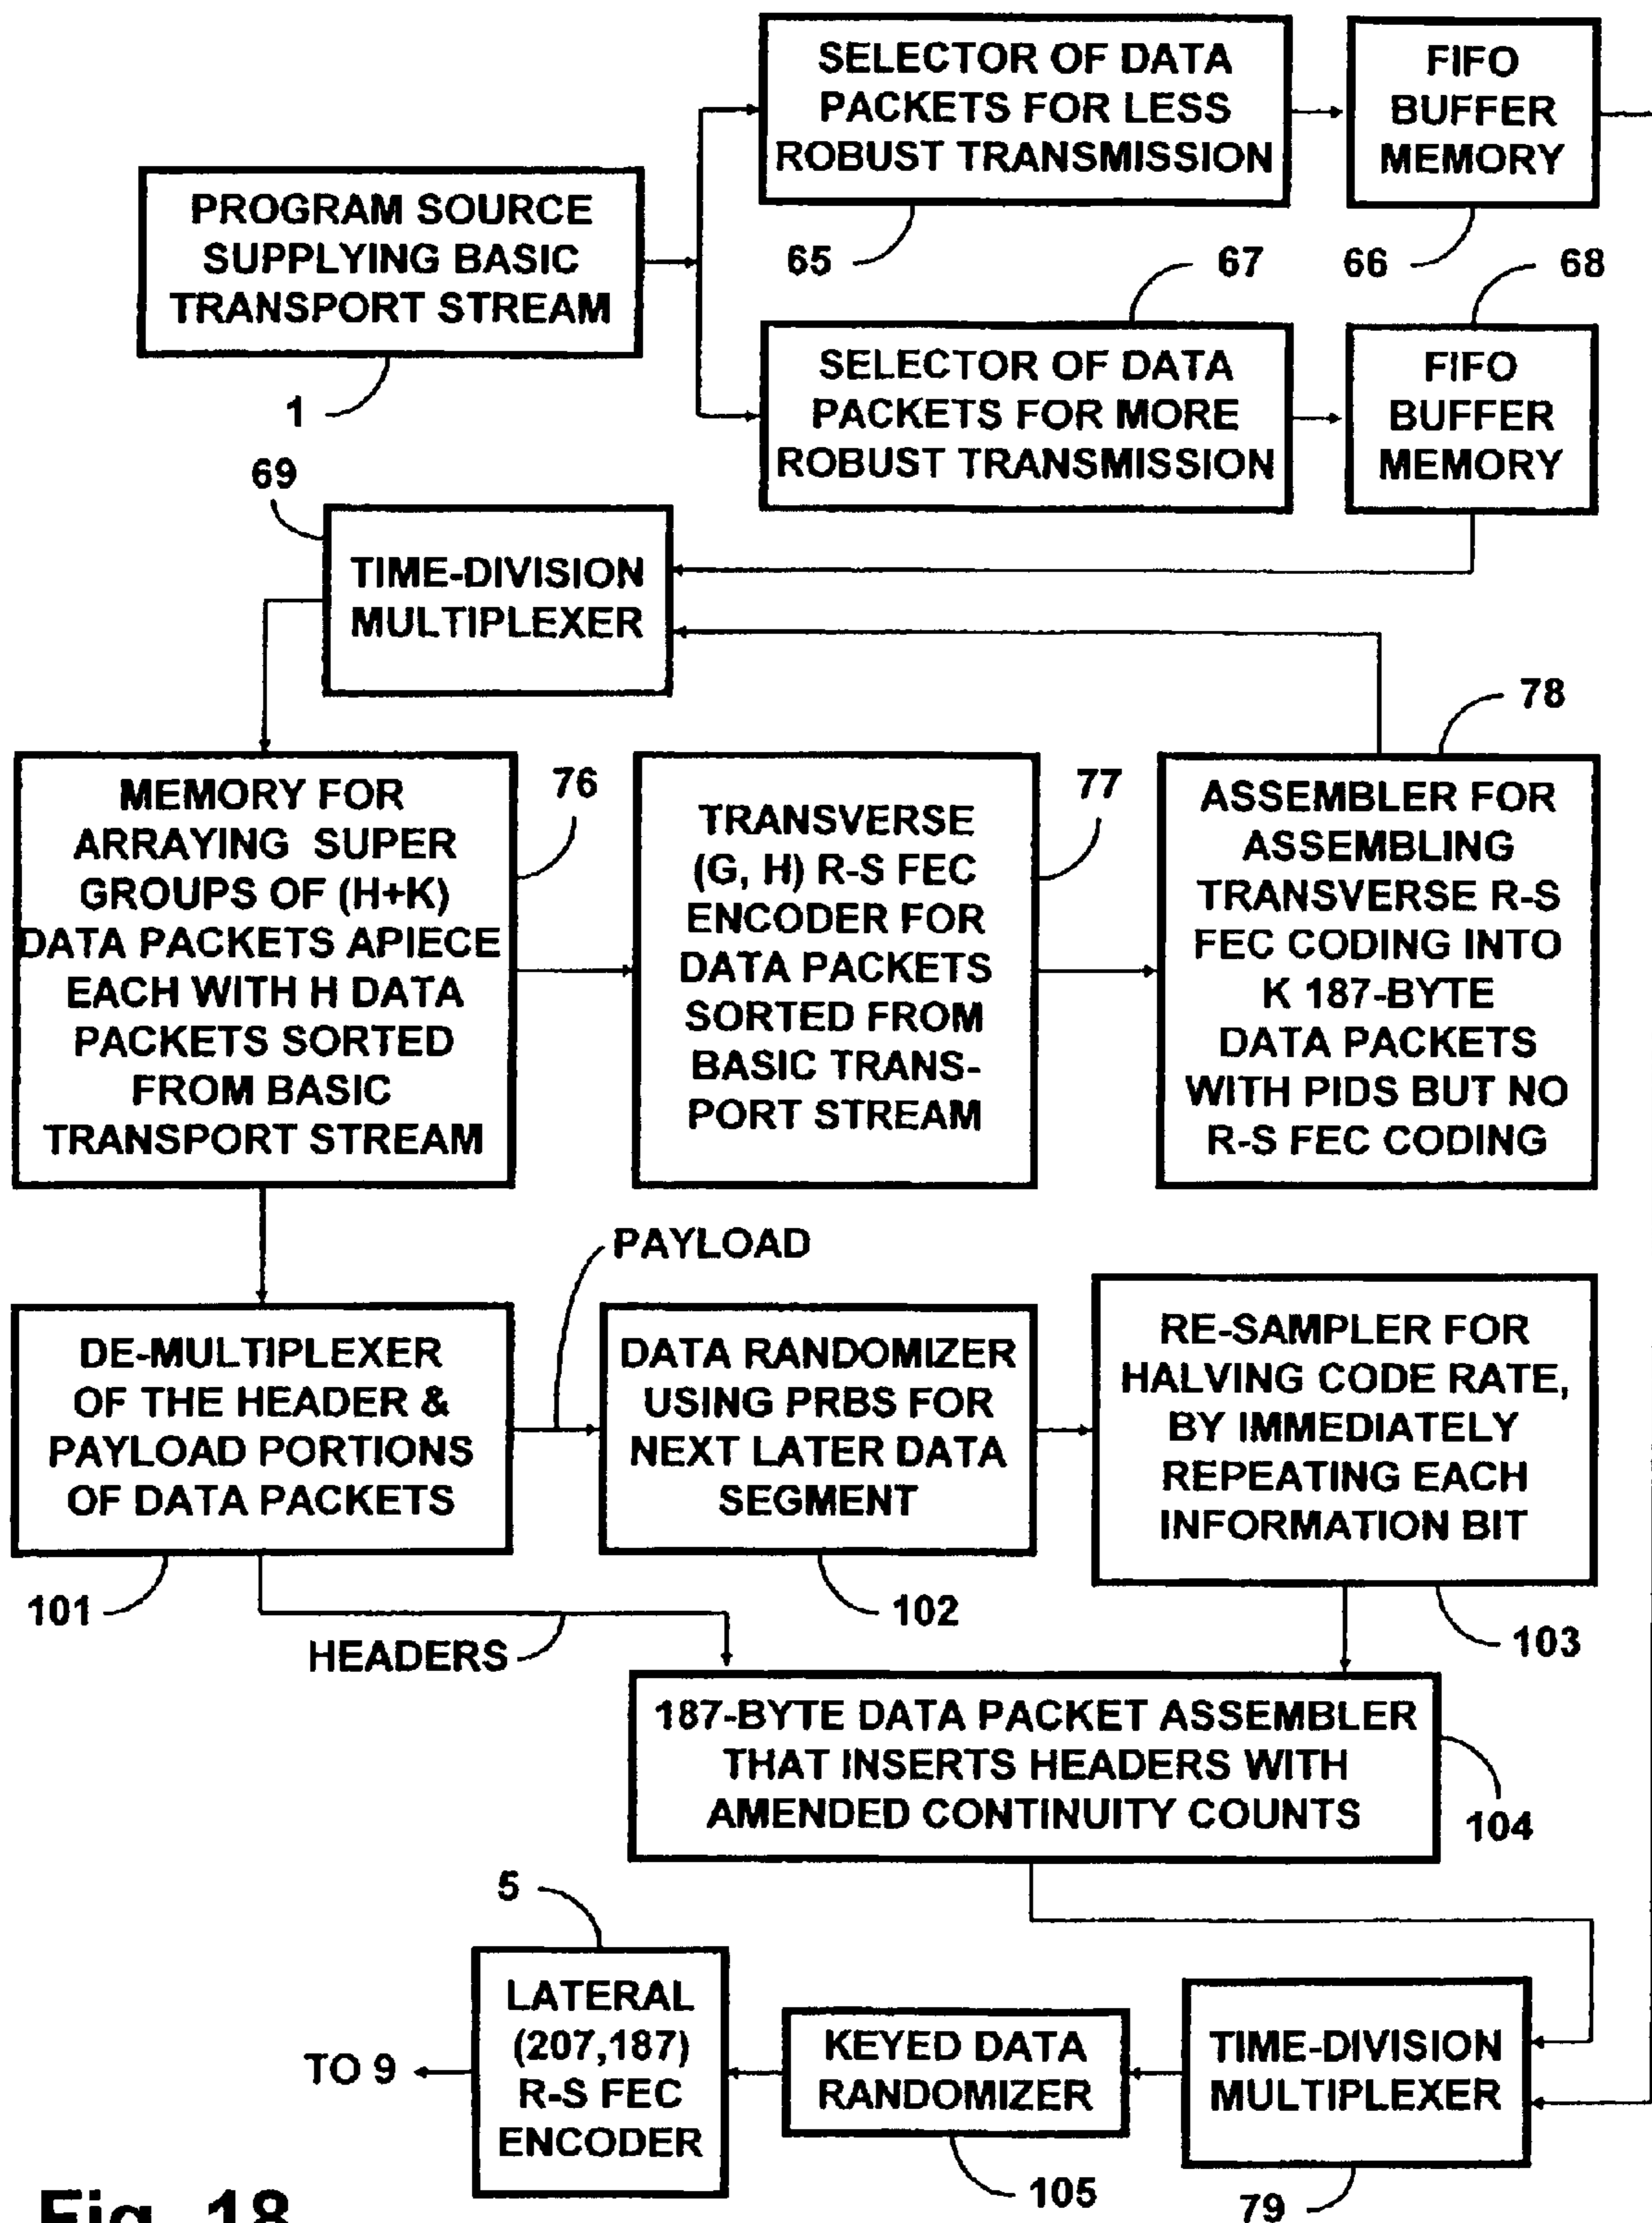 SELECTOR OF DATA
PACKETS FOR LESS
ROBUST TRANSMISSION
FIFO
BUFFER
MEMORY
PROGRAM SOURCE
SUPPLYING BASIC
TRANSPORT STREAM
65
67
66
68
1
SELECTOR OF DATA
PACKETS FOR MORE
ROBUST TRANSMISSION
FIFO
BUFFER
MEMORY
69
TIME-DIVISION
MULTIPLEXER
78
MEMORY FOR
ARRAYING SUPER
GROUPS OF (H+K)
DATA PACKETS APIECE
EACH WITH H DATA
PACKETS SORTED
FROM BASIC
TRANSPORT STREAM
76
TRANSVERSE
(G, H) R-S FEC
ENCODER FOR
DATA PACKETS
SORTED FROM
BASIC TRANS-
PORT STREAM
77
ASSEMBLER FOR
ASSEMBLING
TRANSVERSE R-S
FEC CODING INTO
K 187-BYTE
DATA PACKETS
WITH PIDS BUT NO
R-S FEC CODING
PAYLOAD
DE-MULTIPLEXER
OF THE HEADER &
PAYLOAD PORTIONS
OF DATA PACKETS
DATA RANDOMIZER
USING PRBS FOR
NEXT LATER DATA
SEGMENT
RE-SAMPLER FOR
HALVING CODE RATE,
BY IMMEDIATELY
REPEATING EACH
INFORMATION BIT
101
102
103
HEADERS
187-BYTE DATA PACKET ASSEMBLER
THAT INSERTS HEADERS WITH
AMENDED CONTINUITY COUNTS
104
5
TO 9
LATERAL
(207,187)
R-S FEC
ENCODER
KEYED DATA
RANDOMIZER
TIME-DIVISION
MULTIPLEXER
105
79
Fig. 18